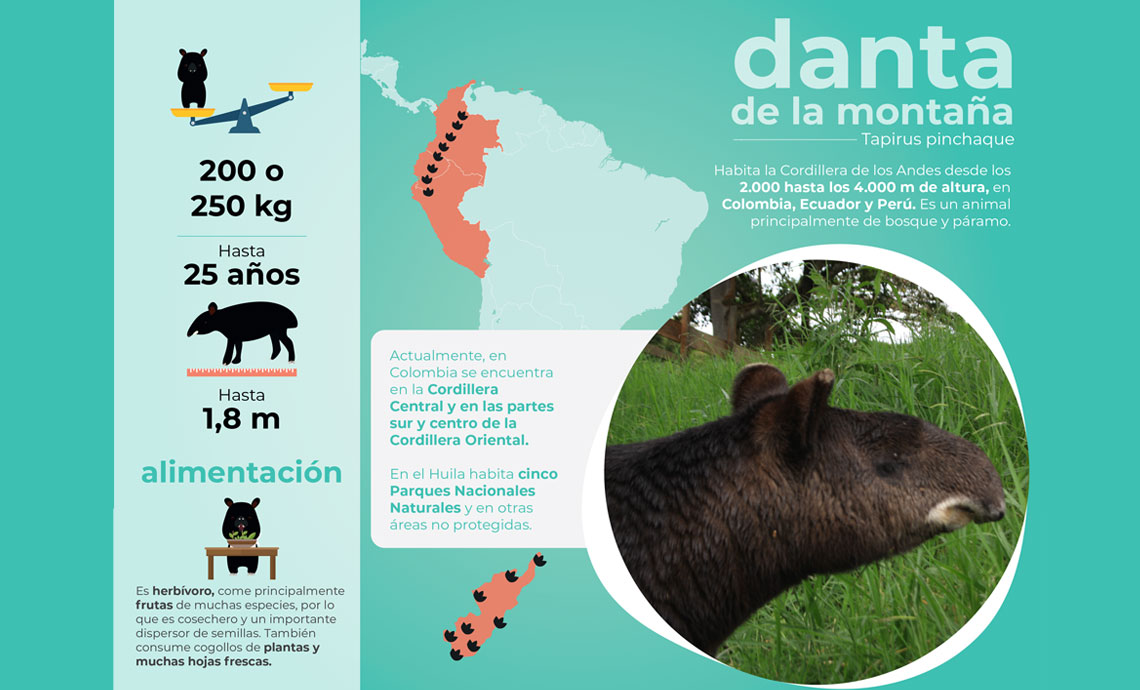 200 o
250 kg
Hasta
25 años
Hasta
1,8 m
alimentación
Es herbívoro, come principalmente
frutas de muchas especies, por lo
que es cosechero y un importante
dispersor de semillas. También
consume cogollos de plantas y
muchas hojas frescas.
danta
de la montaña
Tapirus pinchaque
Habita la Cordillera de los Andes desde los
2.000 hasta los 4.000 m de altura, en
Colombia, Ecuador y Perú. Es un animal
principalmente de bosque y páramo.
Actualmente, en
Colombia se encuentra
en la Cordillera
Central y en las partes
sur y centro de la
Cordillera Oriental.
En el Huila habita cinco
Parques Nacionales
Naturales y en otras
áreas no protegidas.